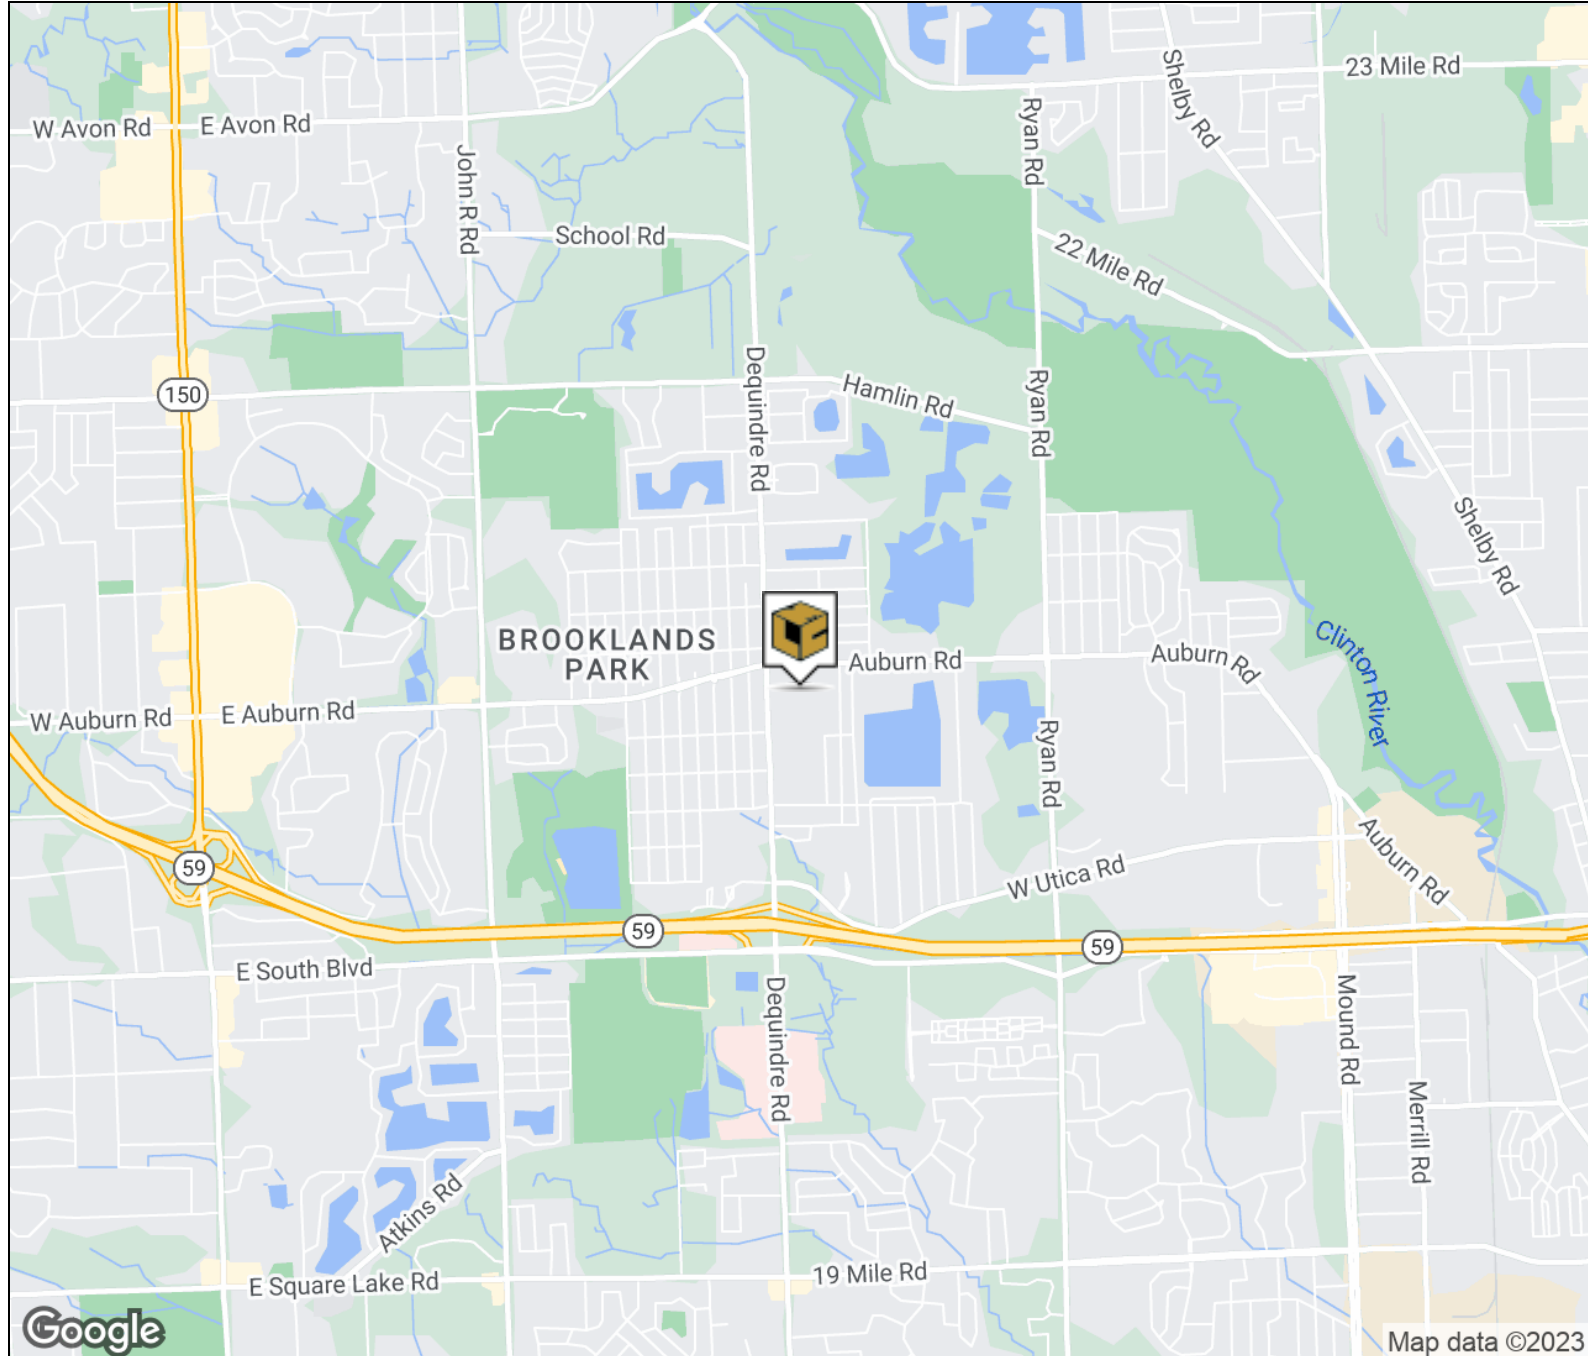 23 Mile Rd
Shelby Rd
W Avon Rd
E Avon Rd
Ryan Rd
John R Rd
School Rd
22 Mile Rd
Dequindre Rd
150
Hamlin Rd
Ryan Rd
Shelby Rd
BROOKLANDS
PARK
Auburn Rd
Auburn Rd
Clinton River
W Auburn Rd
E Auburn Rd
Ryan Rd
Auburn Rd
59
W Utica Rd
59
59
E South Blvd
Dequindre Rd
Mound Rd
Merrill Rd
Atkins Rd
E Square Lake Rd
19 Mile Rd
Google
Map data ©2023